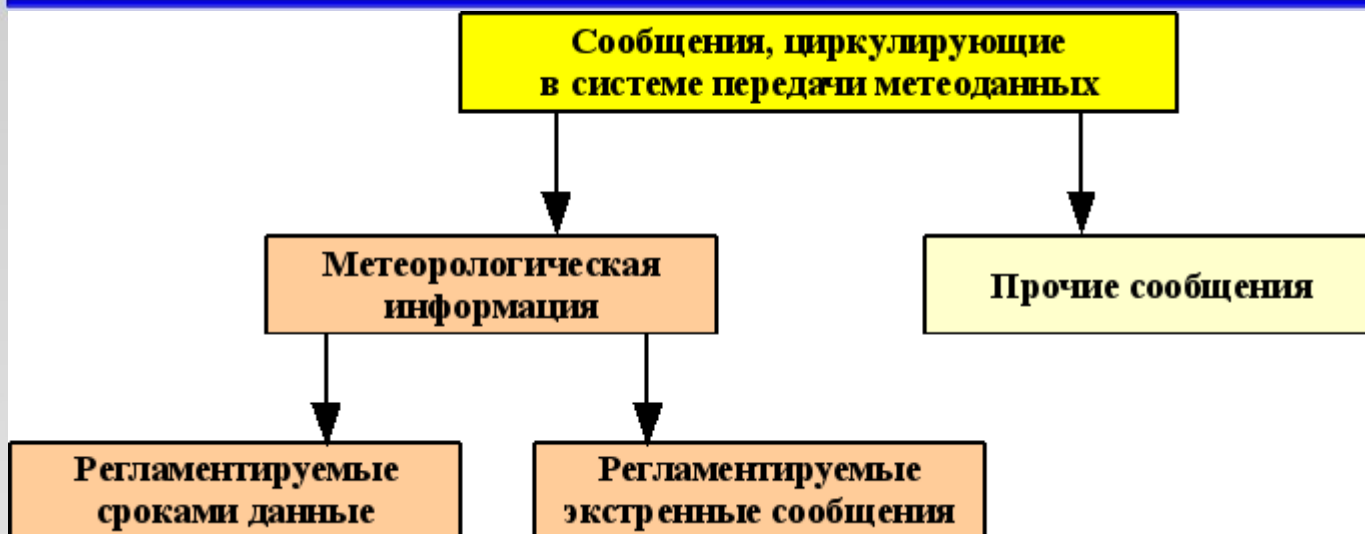 Сообщения, циркулирующие
в системе передачи метеоданных
Метеорологическая
информация
Прочие сообщения
Регламентируемые
сроками данные
Регламентируемые
экстренные сообщения